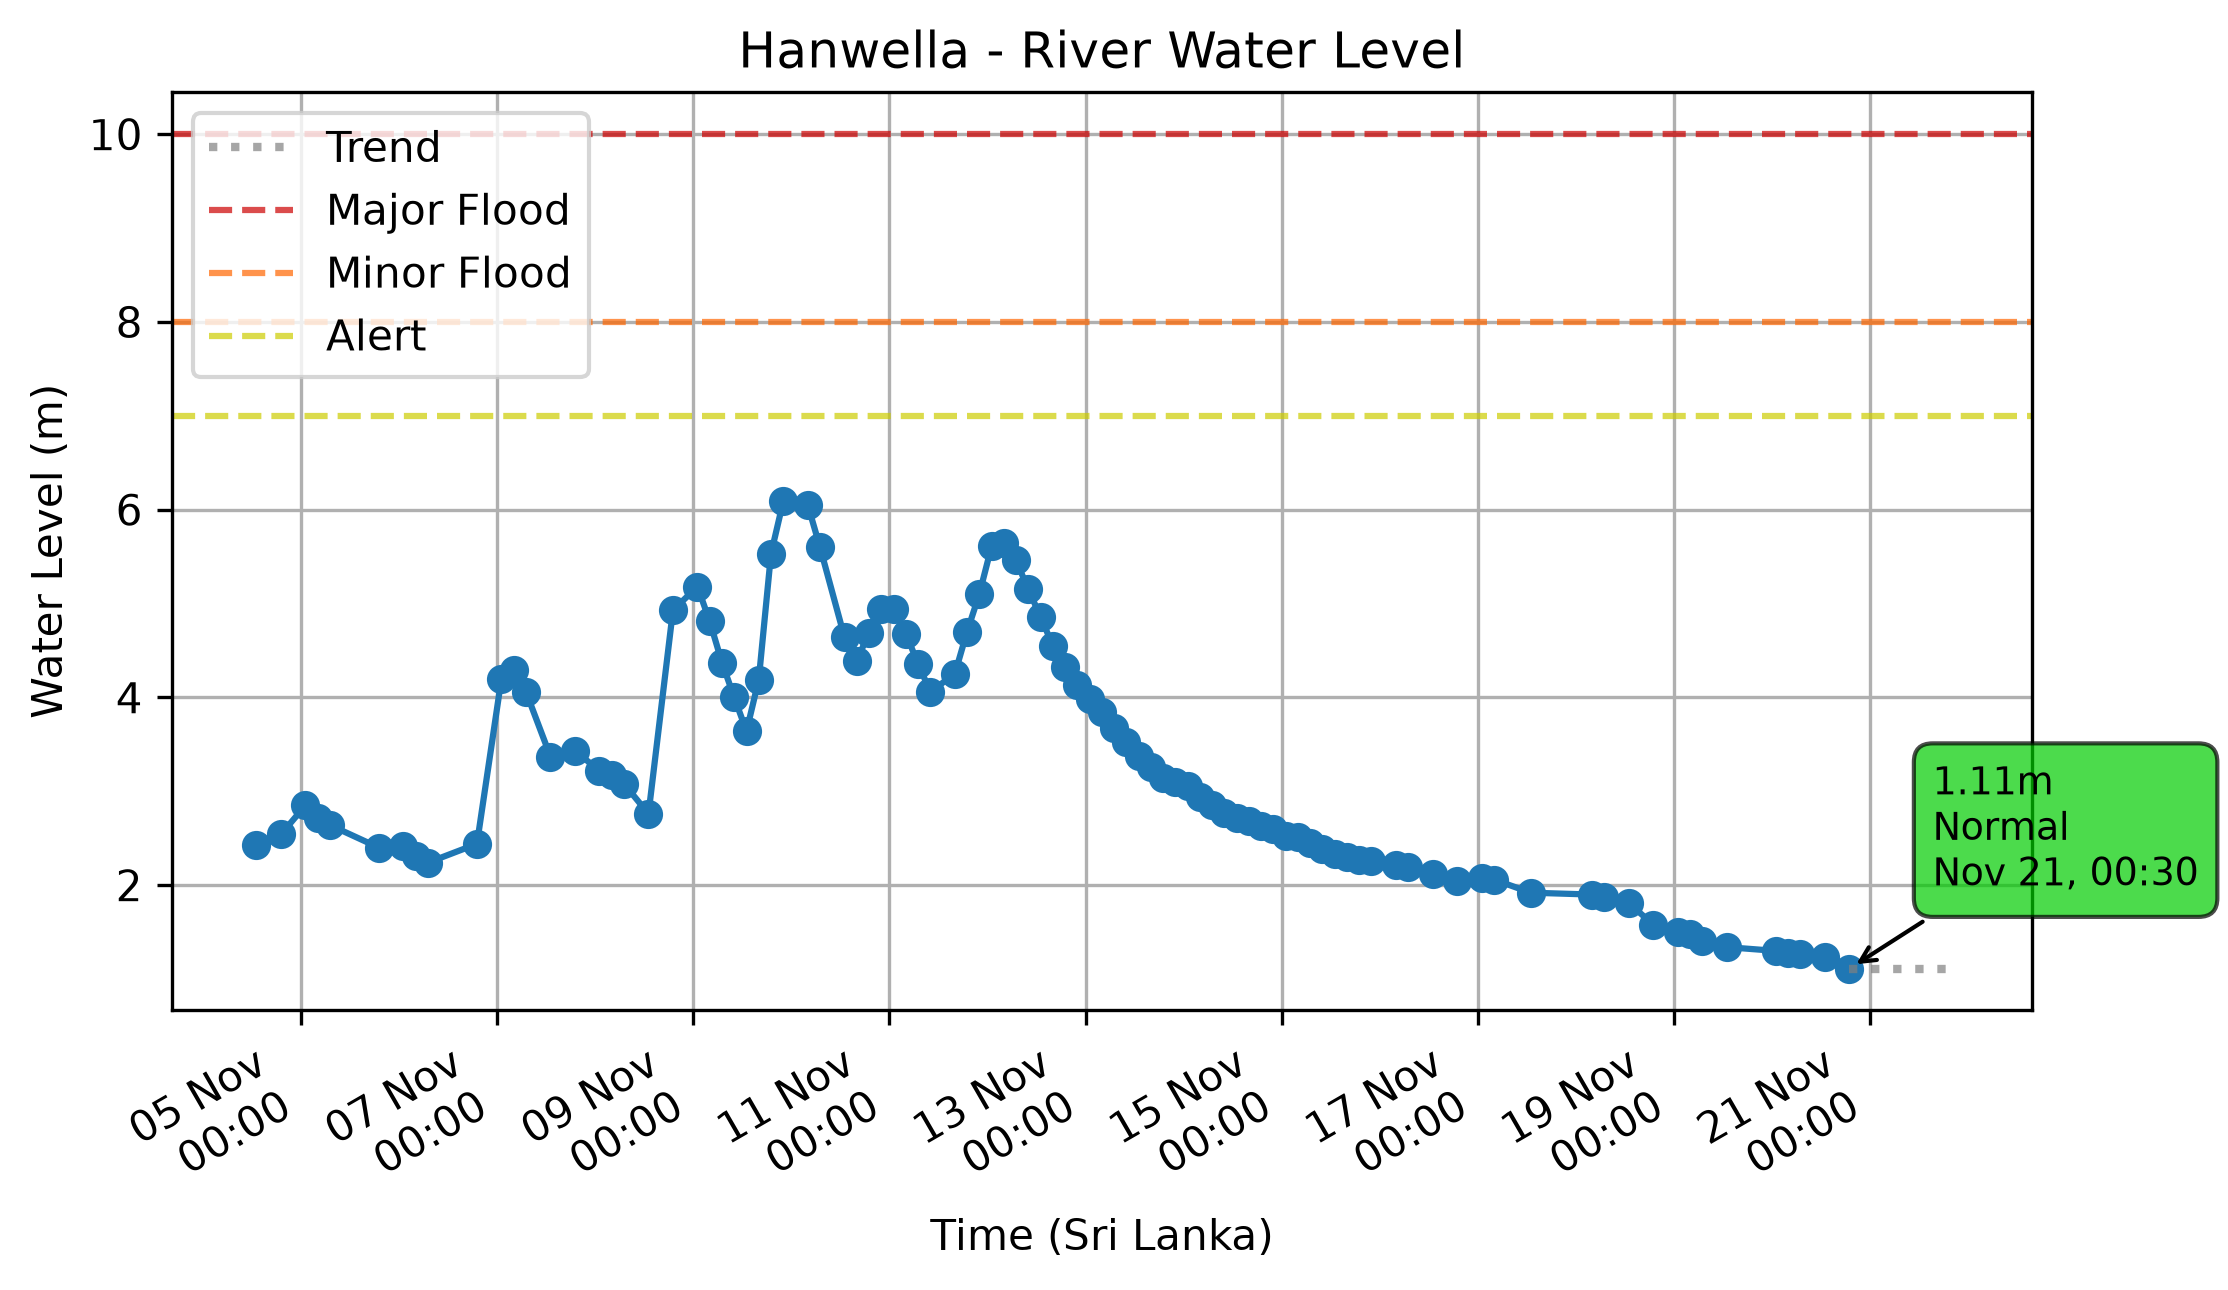 Hanwella - River Water Level
Water Level (m)
10
8
6
4
2
Trend
Major Flood
Minor Flood
Alert
1.11m
Normal
Nov 21, 00:30
05 Nov
00:00
07 Nov
00:00
09 Nov
00:00
11 Nov
00:00
13 Nov
00:00
15 Nov
00:00
17 Nov
00:00
19 Nov
00:00
21 Nov
00:00
Time (Sri Lanka)